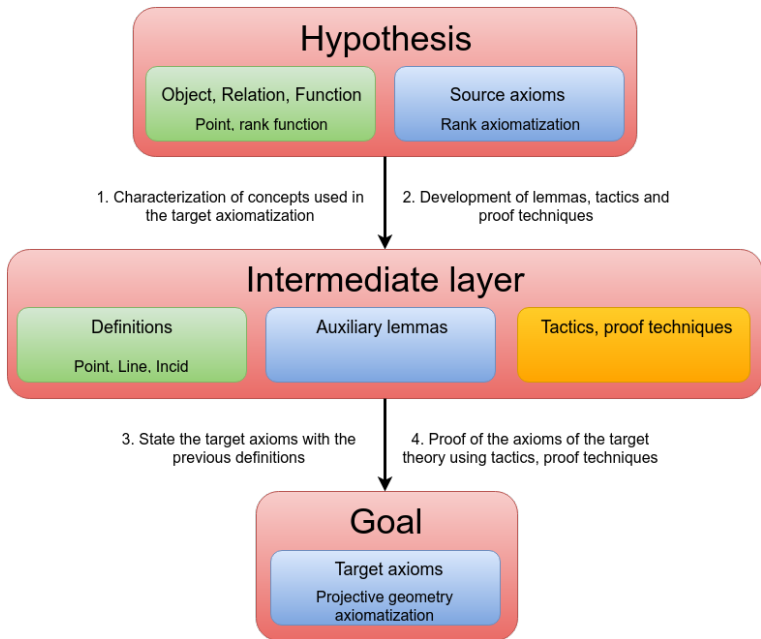 Hypothesis
Object, Relation, Function
Point, rank function
Source axioms
Rank axiomatization
1. Characterization of concepts used in
the target axiomatization
2. Development of lemmas, tactics and
proof techniques
Intermediate layer
Definitions
Point, Line, Incid
Auxiliary lemmas
Tactics, proof techniques
3. State the target axioms with the
previous definitions
4. Proof of the axioms of the target
theory using tactics, proof techniques
Goal
Target axioms
Projective geometry
axiomatization